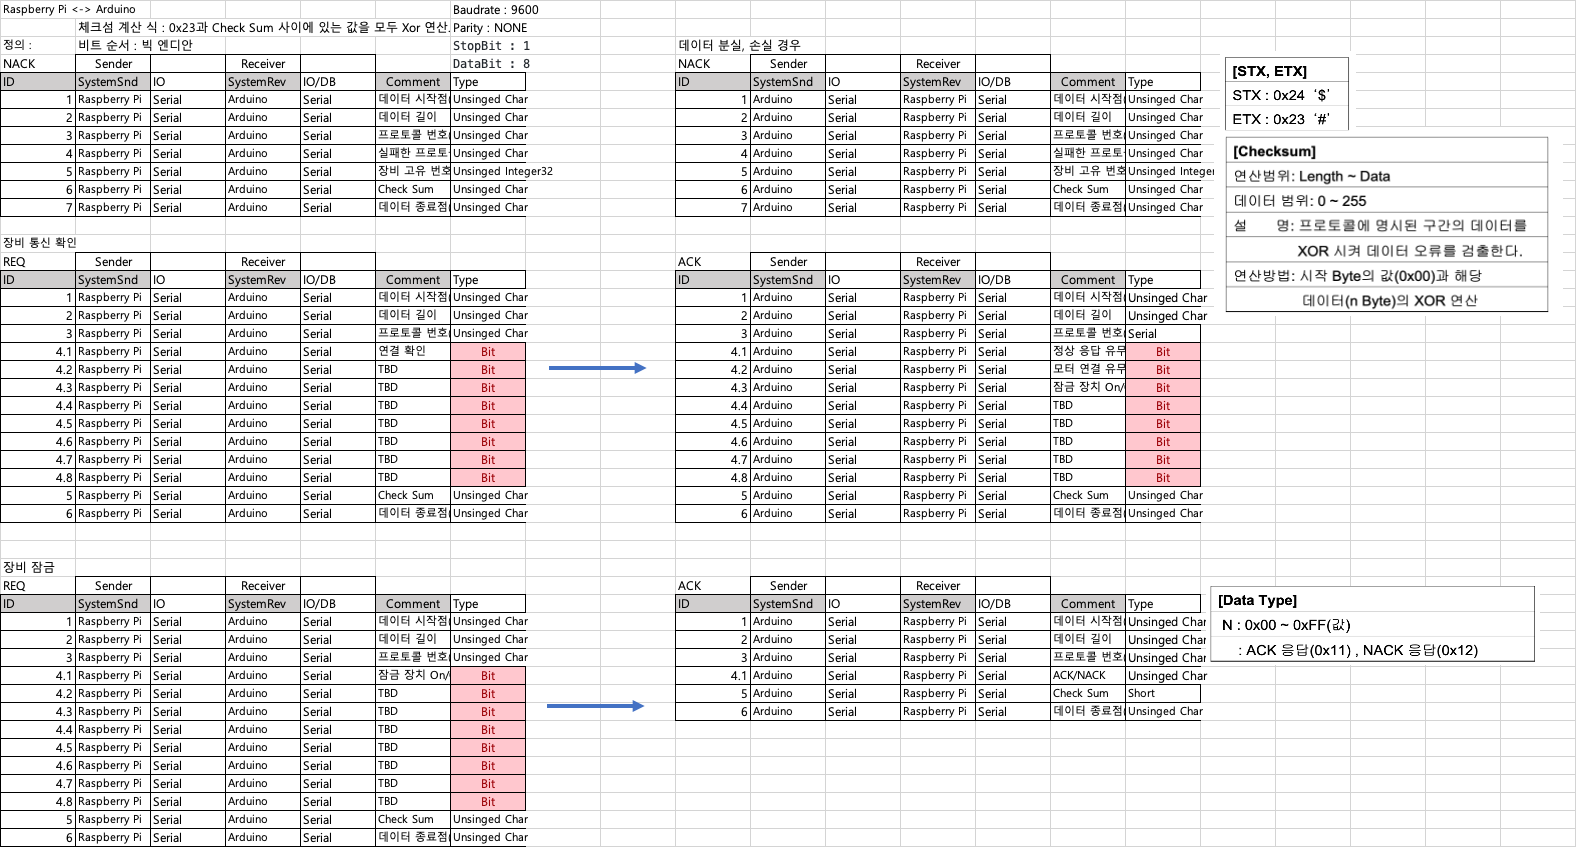 Raspberry Pi <-> Arduino Baudrate : 9600
체크섬 계산 식 : 0x23과 Check Sum 사이에 있는 값을 모두 Xor 연산. Parity : NONE
정의 : 비트 순서 : 빅 엔디안 StopBit : 1 데이터 분실, 손실 경우
NACK Sender Receiver DataBit : 8 NACK Sender Receiver
ID SystemSnd IO SystemRev IO/DB Comment Type ID SystemSnd IO SystemRev IO/DB Comment Type
1 Raspberry Pi Serial Arduino Serial 데이터 시작점( Unsinged Char 1 Arduino Serial Raspberry Pi Serial 데이터 시작점( Unsinged Char
2 Raspberry Pi Serial Arduino Serial 데이터 길이 Unsinged Char 2 Arduino Serial Raspberry Pi Serial 데이터 길이 Unsinged Char
3 Raspberry Pi Serial Arduino Serial 프로토콜 번호( Unsinged Char 3 Arduino Serial Raspberry Pi Serial 프로토콜 번호( Unsinged Char
4 Raspberry Pi Serial Arduino Serial 실패한 프로토 Unsinged Char 4 Arduino Serial Raspberry Pi Serial 실패한 프로토 Unsinged Char
5 Raspberry Pi Serial Arduino Serial 장비 고유 번호 Unsinged Integer32 5 Arduino Serial Raspberry Pi Serial 장비 고유 번호 Unsinged Integer
6 Raspberry Pi Serial Arduino Serial Check Sum Unsinged Char 6 Arduino Serial Raspberry Pi Serial Check Sum Unsinged Char
7 Raspberry Pi Serial Arduino Serial 데이터 종료점( Unsinged Char 7 Arduino Serial Raspberry Pi Serial 데이터 종료점( Unsinged Char
[STX, ETX]
STX : 0x24 ‘$’
ETX : 0x23 ‘#’
[Checksum]
연산범위: Length ~ Data
데이터 범위: 0 ~ 255
설 명: 프로토콜에 명시된 구간의 데이터를
XOR 시켜 데이터 오류를 검출한다.
연산방법: 시작 Byte의 값(0x00)과 해당
데이터(n Byte)의 XOR 연산
장비 통신 확인
REQ Sender Receiver ACK Sender Receiver
ID SystemSnd IO SystemRev IO/DB Comment Type ID SystemSnd IO SystemRev IO/DB Comment Type
1 Raspberry Pi Serial Arduino Serial 데이터 시작점( Unsinged Char 1 Arduino Serial Raspberry Pi Serial 데이터 시작점( Unsinged Char
2 Raspberry Pi Serial Arduino Serial 데이터 길이 Unsinged Char 2 Arduino Serial Raspberry Pi Serial 데이터 길이 Unsinged Char
3 Raspberry Pi Serial Arduino Serial 프로토콜 번호( Unsinged Char 3 Arduino Serial Raspberry Pi Serial 프로토콜 번호( Serial
4.1 Raspberry Pi Serial Arduino Serial 연결 확인 Bit 4.1 Arduino Serial Raspberry Pi Serial 정상 응답 유무 Bit
4.2 Raspberry Pi Serial Arduino Serial TBD Bit 4.2 Arduino Serial Raspberry Pi Serial 모터 연결 유무 Bit
4.3 Raspberry Pi Serial Arduino Serial TBD Bit 4.3 Arduino Serial Raspberry Pi Serial 잠금 장치 On/ Bit
4.4 Raspberry Pi Serial Arduino Serial TBD Bit 4.4 Arduino Serial Raspberry Pi Serial TBD Bit
4.5 Raspberry Pi Serial Arduino Serial TBD Bit 4.5 Arduino Serial Raspberry Pi Serial TBD Bit
4.6 Raspberry Pi Serial Arduino Serial TBD Bit 4.6 Arduino Serial Raspberry Pi Serial TBD Bit
4.7 Raspberry Pi Serial Arduino Serial TBD Bit 4.7 Arduino Serial Raspberry Pi Serial TBD Bit
4.8 Raspberry Pi Serial Arduino Serial TBD Bit 4.8 Arduino Serial Raspberry Pi Serial TBD Bit
5 Raspberry Pi Serial Arduino Serial Check Sum Unsinged Char 5 Arduino Serial Raspberry Pi Serial Check Sum Unsinged Char
6 Raspberry Pi Serial Arduino Serial 데이터 종료점( Unsinged Char 6 Arduino Serial Raspberry Pi Serial 데이터 종료점( Unsinged Char
장비 잠금
REQ Sender Receiver ACK Sender Receiver
ID SystemSnd IO SystemRev IO/DB Comment Type ID SystemSnd IO SystemRev IO/DB Comment Type
1 Raspberry Pi Serial Arduino Serial 데이터 시작점( Unsinged Char 1 Arduino Serial Raspberry Pi Serial 데이터 시작점( Unsinged Char
2 Raspberry Pi Serial Arduino Serial 데이터 길이 Unsinged Char 2 Arduino Serial Raspberry Pi Serial 데이터 길이 Unsinged Char
3 Raspberry Pi Serial Arduino Serial 프로토콜 번호( Unsinged Char 3 Arduino Serial Raspberry Pi Serial 프로토콜 번호( Unsinged Char
4.1 Raspberry Pi Serial Arduino Serial 잠금 장치 On/ Bit 4.1 Arduino Serial Raspberry Pi Serial ACK/NACK Unsinged Char
4.2 Raspberry Pi Serial Arduino Serial TBD Bit 5 Arduino Serial Raspberry Pi Serial Check Sum Short
4.3 Raspberry Pi Serial Arduino Serial TBD Bit 6 Arduino Serial Raspberry Pi Serial 데이터 종료점( Unsinged Char
4.4 Raspberry Pi Serial Arduino Serial TBD Bit
4.5 Raspberry Pi Serial Arduino Serial TBD Bit
4.6 Raspberry Pi Serial Arduino Serial TBD Bit
4.7 Raspberry Pi Serial Arduino Serial TBD Bit
4.8 Raspberry Pi Serial Arduino Serial TBD Bit
5 Raspberry Pi Serial Arduino Serial Check Sum Unsinged Char
6 Raspberry Pi Serial Arduino Serial 데이터 종료점( Unsinged Char
[Data Type]
N : 0x00 ~ 0xFF(값)
: ACK 응답(0x11) , NACK 응답(0x12)